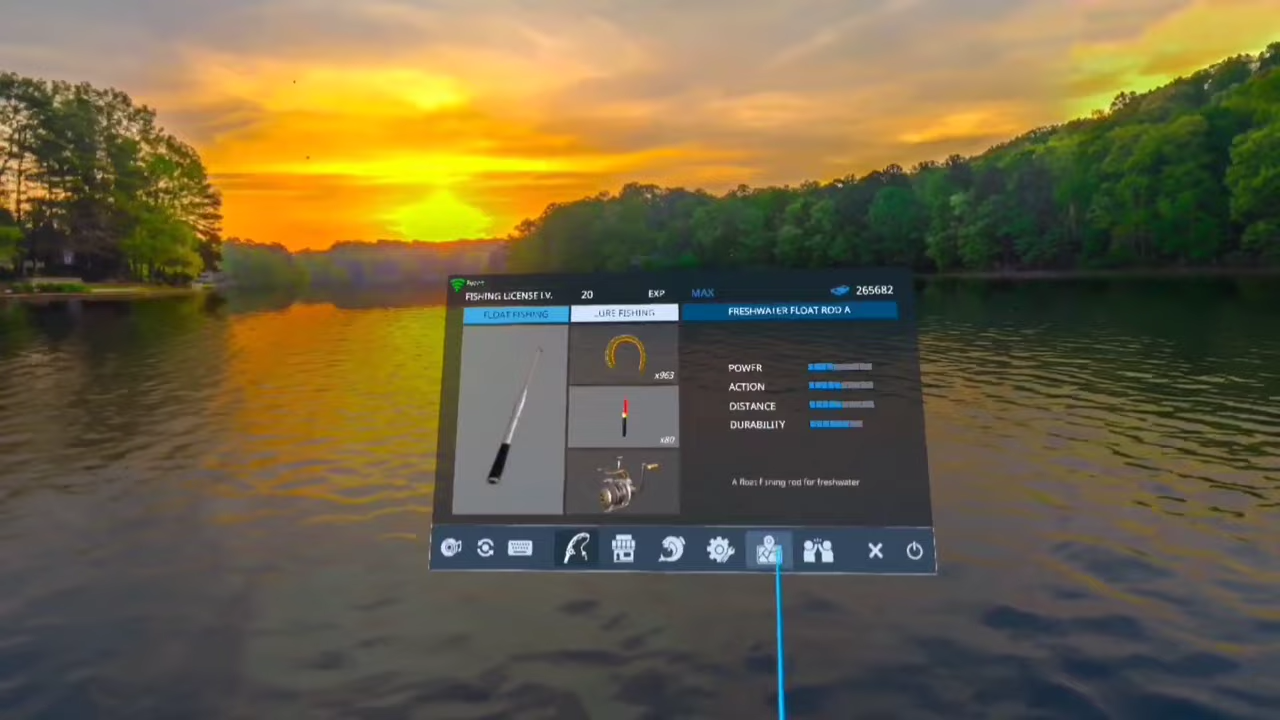 FISHING LICENSE LV. 20 EXP MAX 265682
FLOAT FISHING LURE FISHING FRESHWATER FLOAT ROD A
x963
POWER
ACTION
x80
DISTANCE
DURABILITY
A float fishing rod for freshwater